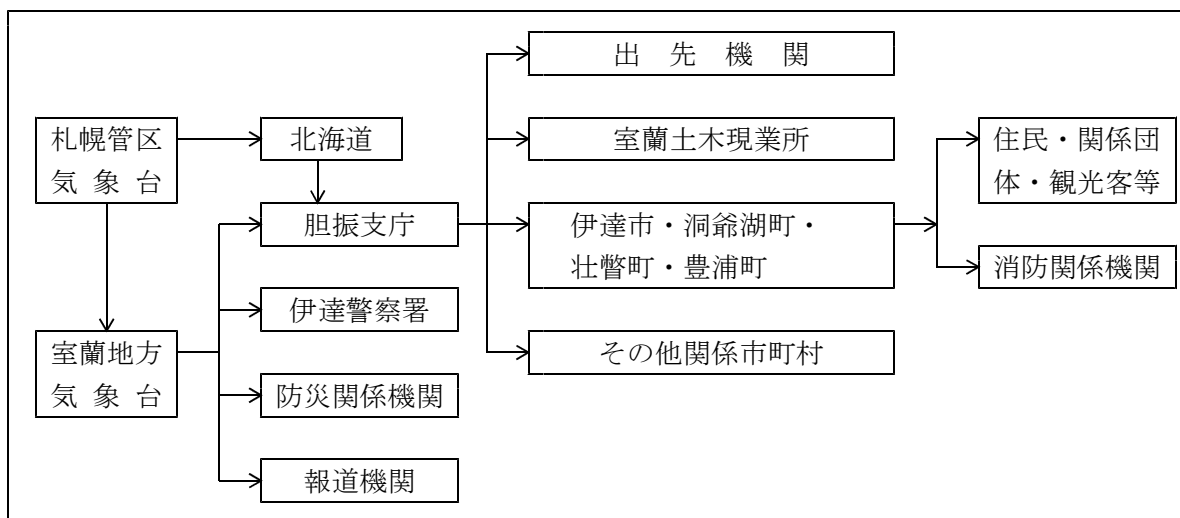 出先機関
札幌管区
気象台
北海道
室蘭土木現業所
住民・関係団
体・観光客等
胆振支庁
伊達市・洞爺湖町・
壮瞥町・豊浦町
消防関係機関
伊達警察署
室蘭地方
気象台
その他関係市町村
防災関係機関
報道機関